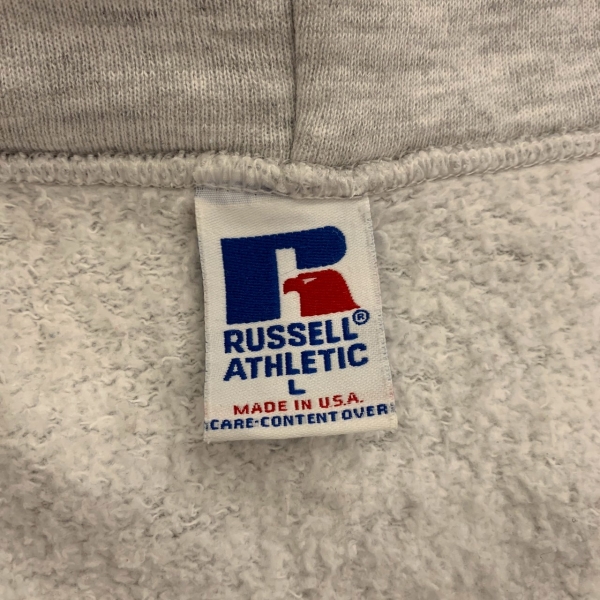 RUSSELL®
ATHLETIC
L
MADE IN U.S.A.
CARE-CONTENT OVER